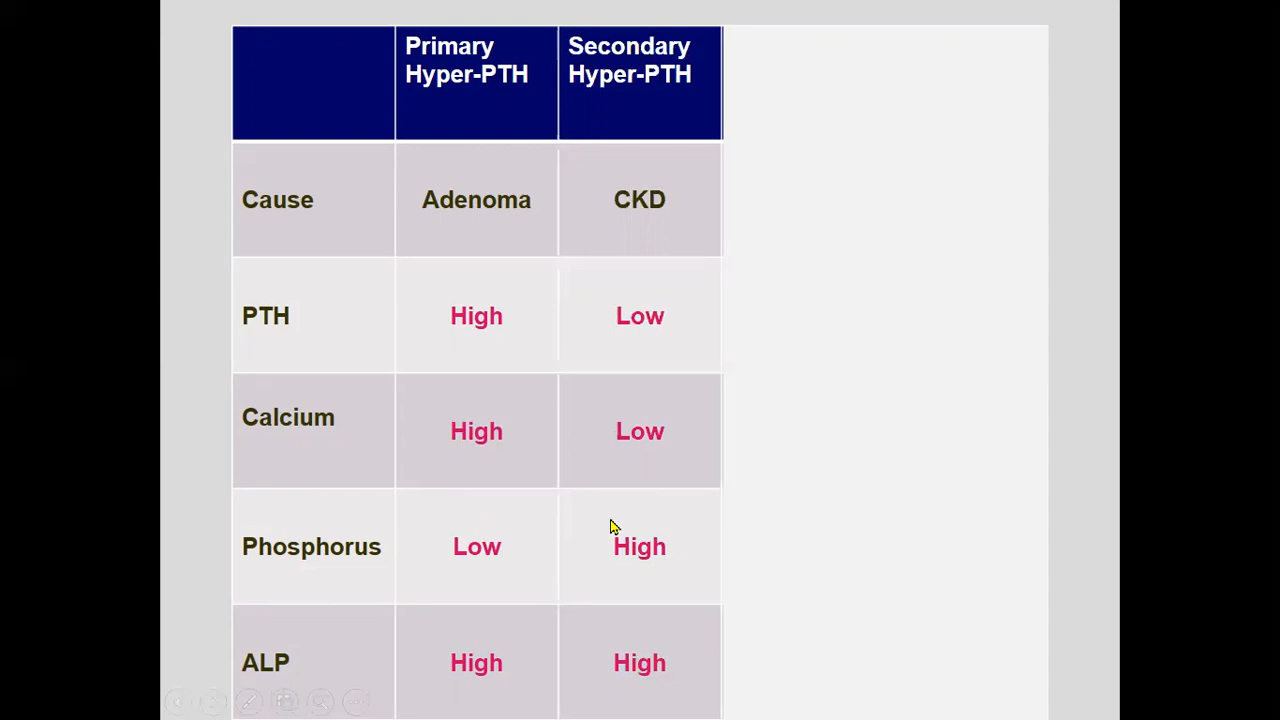 Primary
Hyper-PTH
Secondary
Hyper-PTH
Cause
Adenoma
CKD
PTH
High
Low
Calcium
High
Low
Phosphorus
Low
High
ALP
High
High